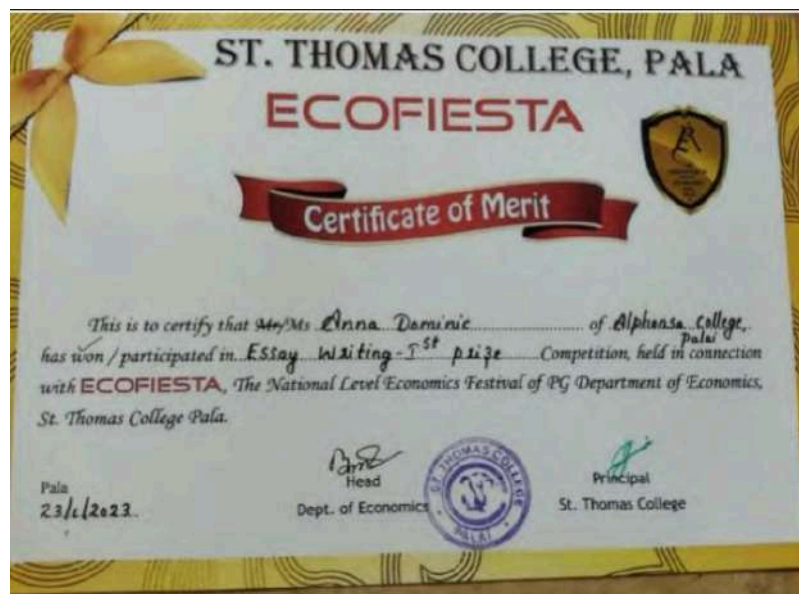 ST. THOMAS COLLEGE, PALA
ECOFIESTA
Certificate of Merit
This is to certify that Mr/Ms Anna Dominic of Alphonsa College,
Palai
has won / participated in Essay Writing - Ist prize Competition, held in connection
with ECOFIESTA, The National Level Economics Festival of PG Department of Economics,
St. Thomas College Pala.
Head
Dept. of Economics
ST. THOMAS COLLEGE
PALAI
Principal
St. Thomas College
Pala
23/1/2023